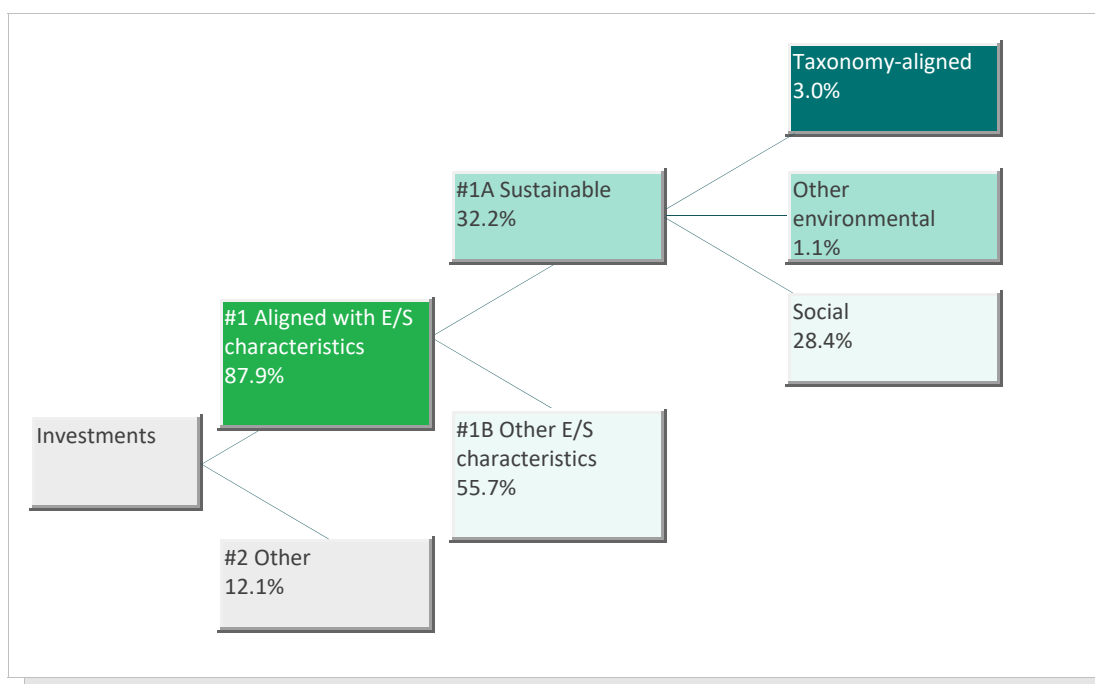 Taxonomy-aligned
3.0%
#1A Sustainable
32.2%
Other
environmental
1.1%
Social
28.4%
#1 Aligned with E/S
characteristics
87.9%
Investments
#1B Other E/S
characteristics
55.7%
#2 Other
12.1%